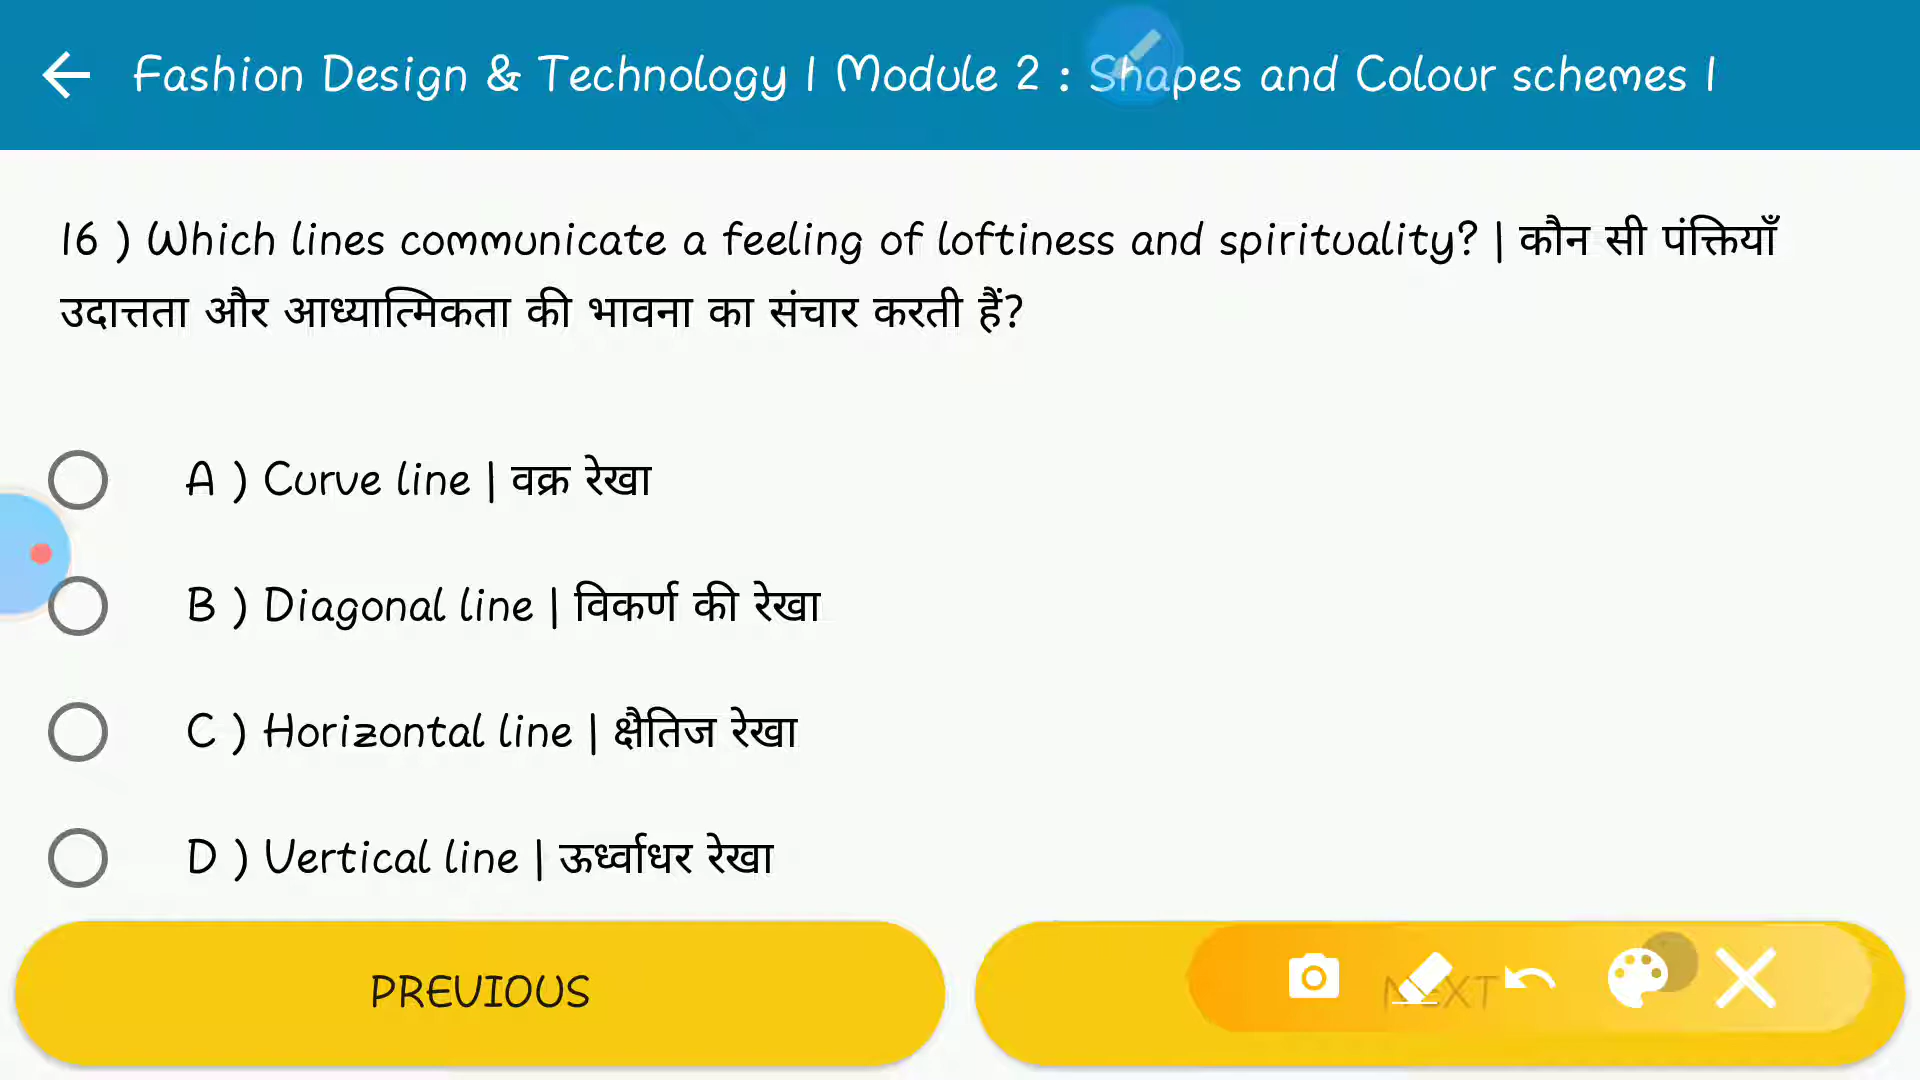 Fashion Design & Technology | Module 2 : Shapes and Colour schemes |
16 ) Which lines communicate a feeling of loftiness and spirituality? | कौन सी पंक्तियाँ
उदात्तता और आध्यात्मिकता की भावना का संचार करती हैं?
A ) Curve line | वक्र रेखा
B ) Diagonal line | विकर्ण की रेखा
C ) Horizontal line | क्षैतिज रेखा
D ) Vertical line | ऊर्ध्वाधर रेखा
PREVIOUS
NEXT